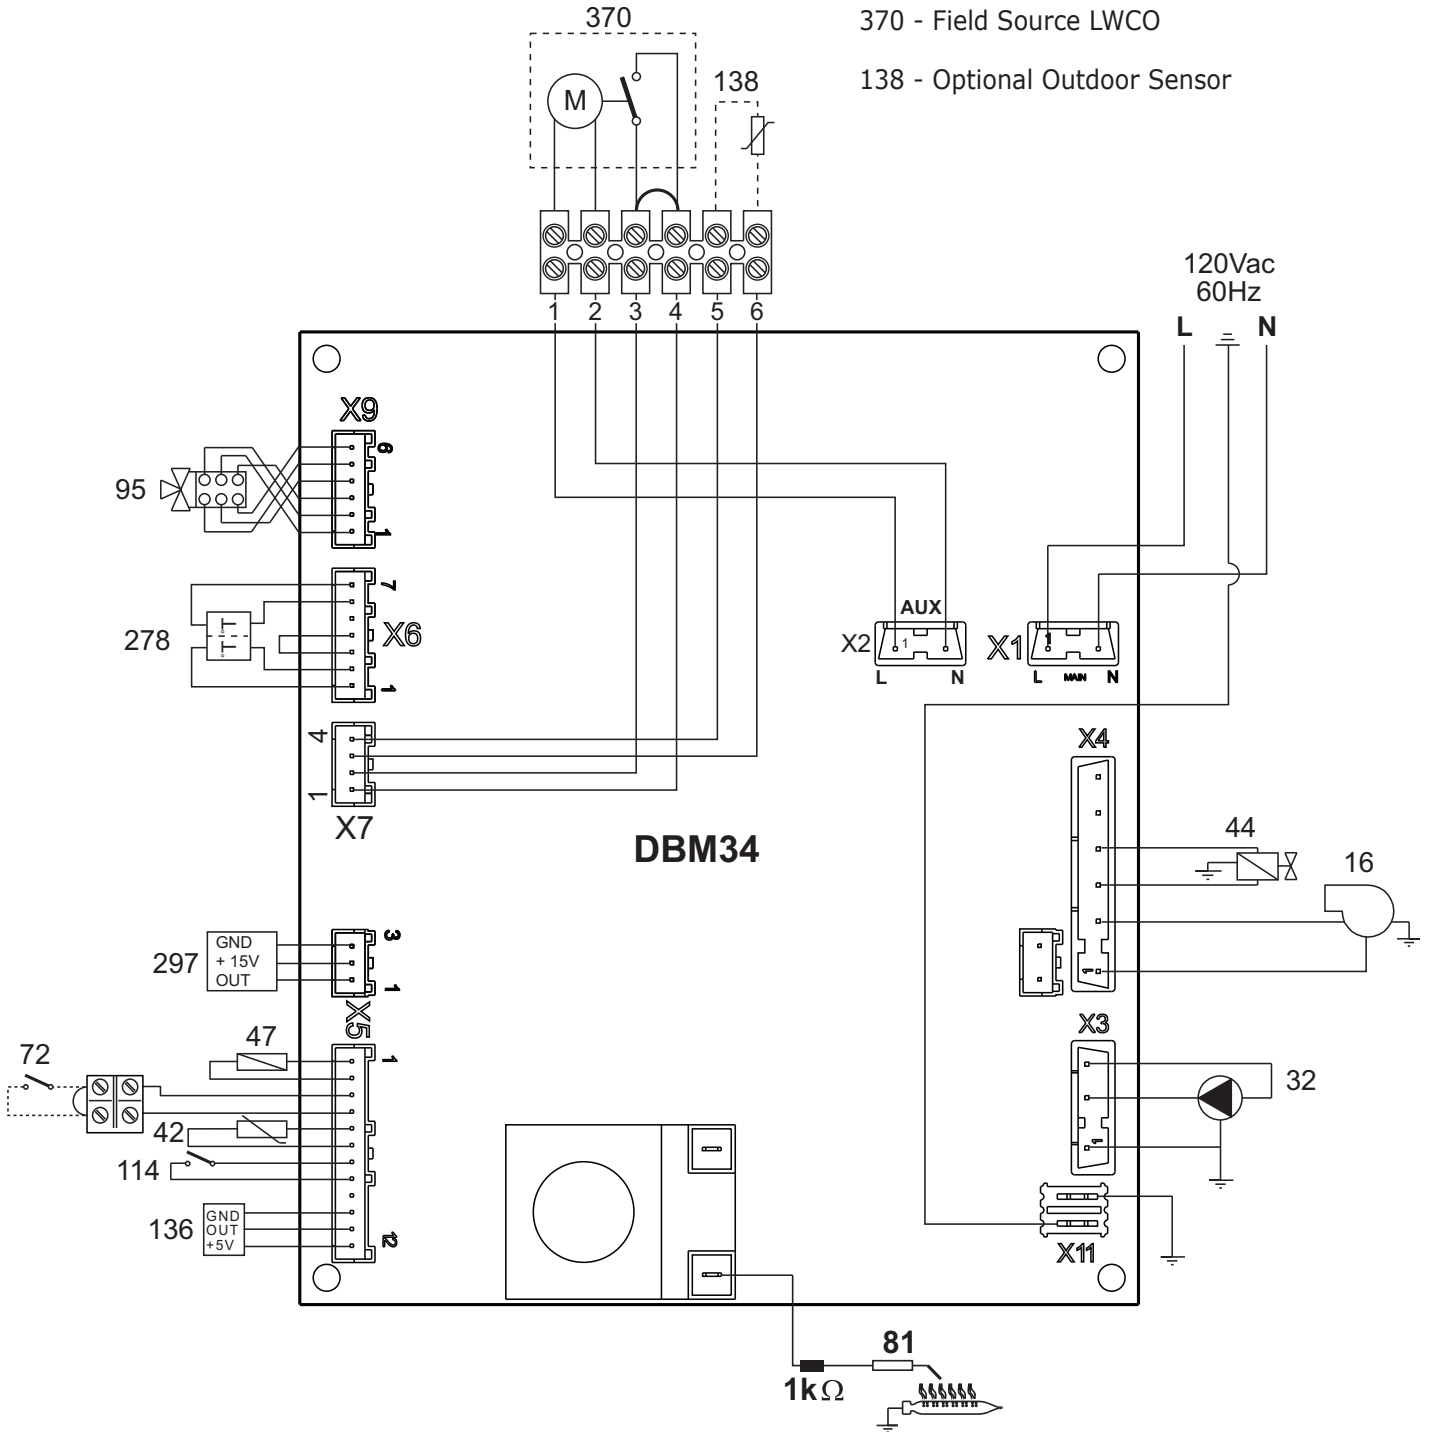 370
370 - Field Source LWCO
138
138 - Optional Outdoor Sensor
M
120Vac
60Hz
L N
1 2 3 4 5 6
X9
6
95
1
7
278
X6
1
AUX
X2
1
L N
X1
1
L MAIN N
4
1
X7
X4
DBM34
44
16
1
297
GND
+ 15V
OUT
3
1
X5
X3
47
1
72
32
42
1
114
136
GND
OUT
+5V
12
X11
81
1kΩ
T
T